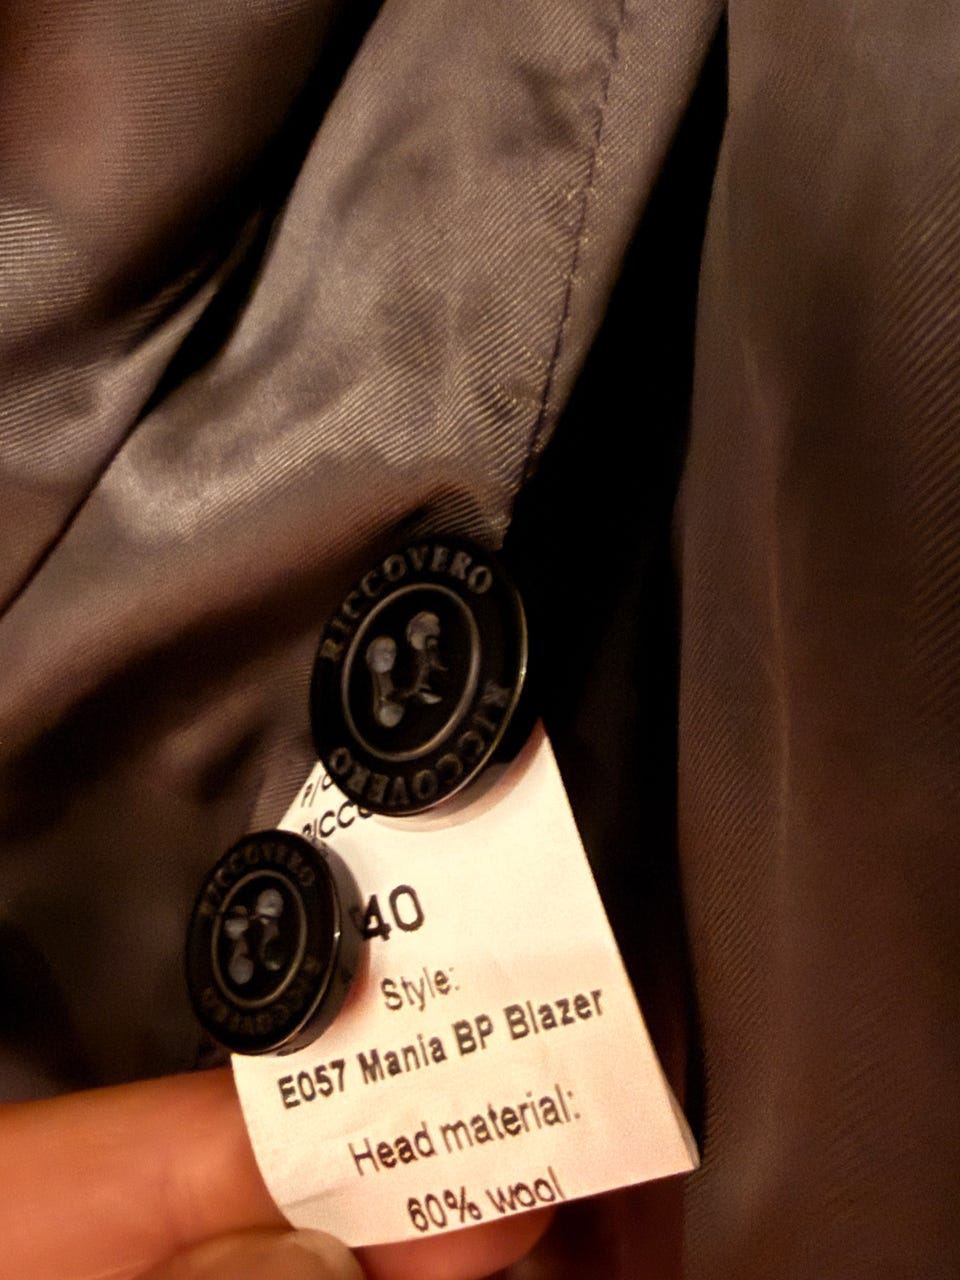 RICCOVERO
RICCOVERO
RICCOVERO
RICCOVERO
40
Style:
E057 Mania BP Blazer
Head material:
60% wool